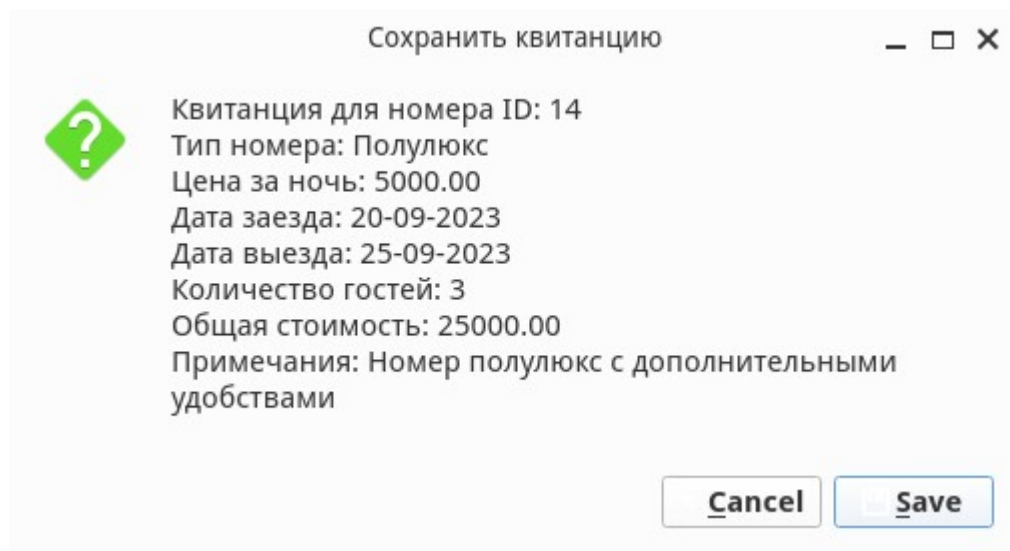 Сохранить квитанцию
Квитанция для номера ID: 14
Тип номера: Полулюкс
Цена за ночь: 5000.00
Дата заезда: 20-09-2023
Дата выезда: 25-09-2023
Количество гостей: 3
Общая стоимость: 25000.00
Примечания: Номер полулюкс с дополнительными
удобствами
Cancel Save